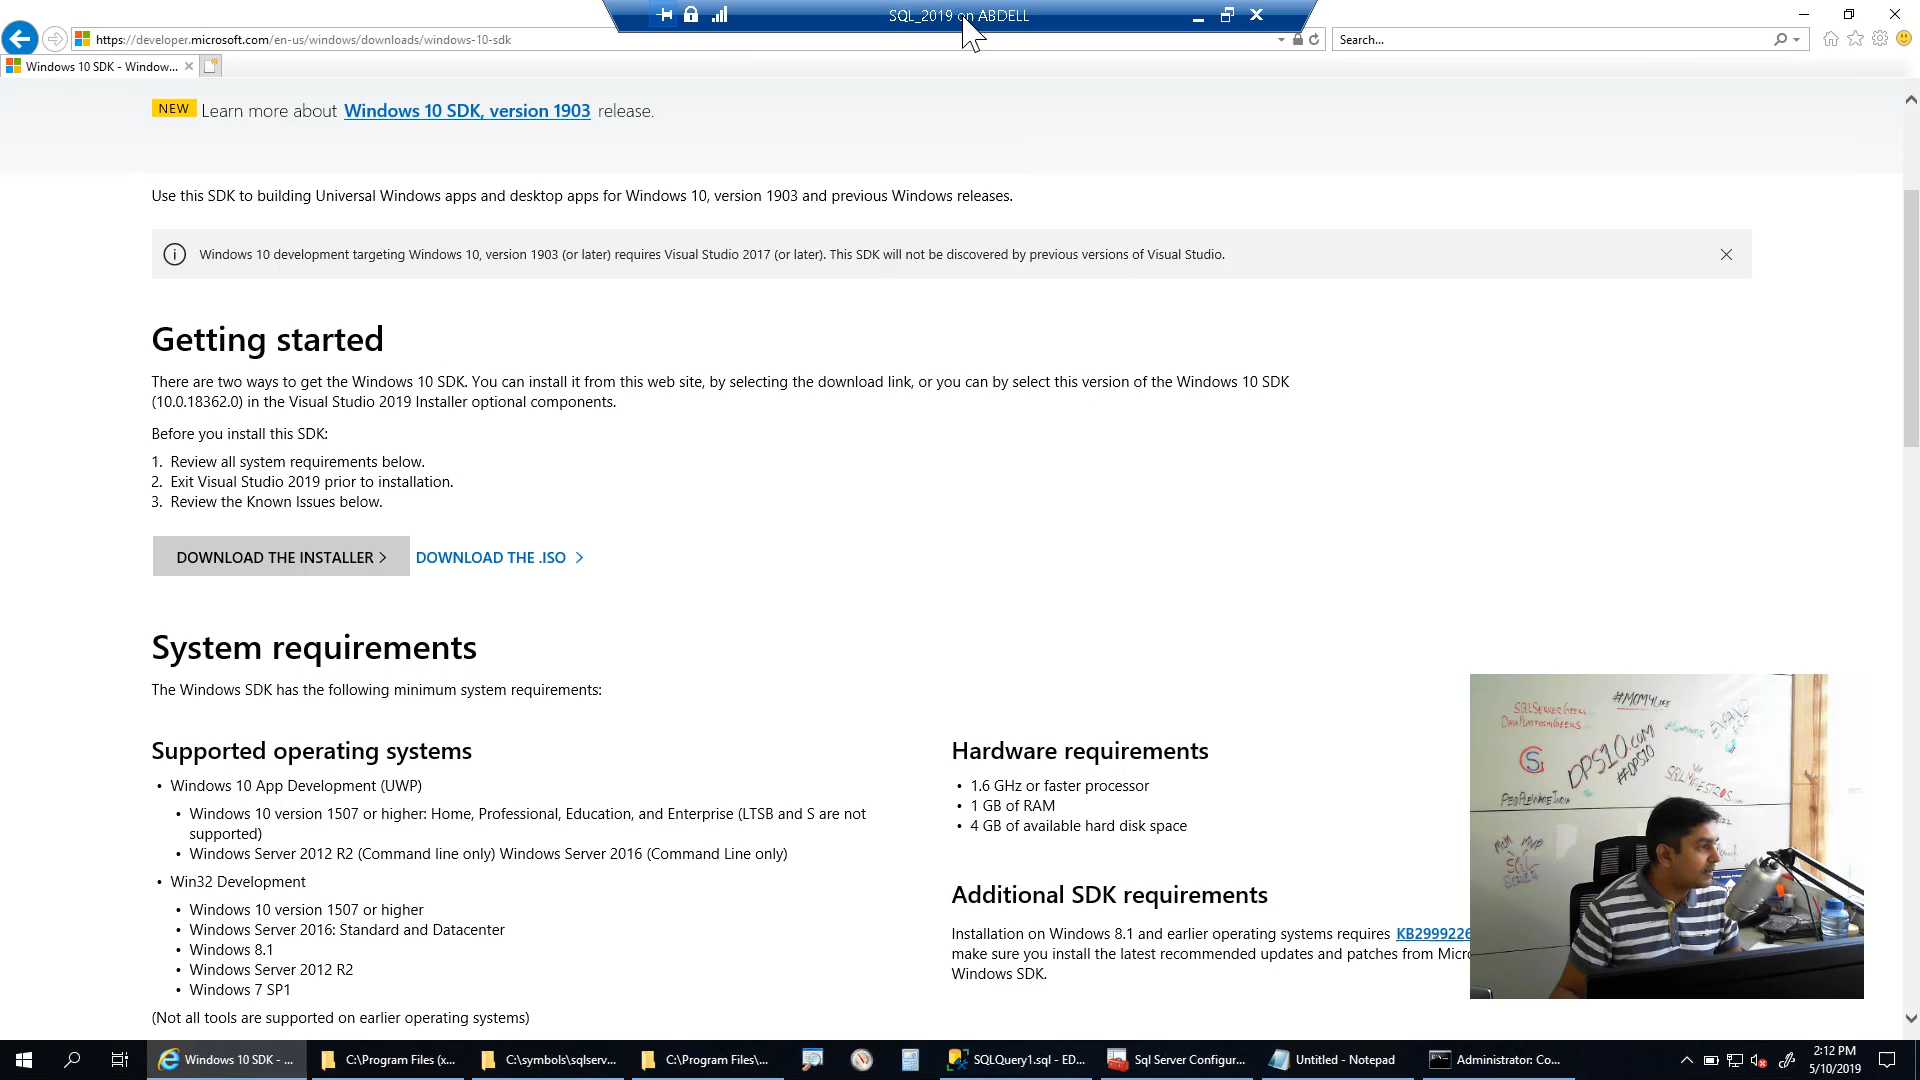 SQL_2019 on ABDELL
https://developer.microsoft.com/en-us/windows/downloads/windows-10-sdk
Search...
Windows 10 SDK - Window...
NEW Learn more about Windows 10 SDK, version 1903 release.
Use this SDK to building Universal Windows apps and desktop apps for Windows 10, version 1903 and previous Windows releases.
Windows 10 development targeting Windows 10, version 1903 (or later) requires Visual Studio 2017 (or later). This SDK will not be discovered by previous versions of Visual Studio.
Getting started
There are two ways to get the Windows 10 SDK. You can install it from this web site, by selecting the download link, or you can by select this version of the Windows 10 SDK
(10.0.18362.0) in the Visual Studio 2019 Installer optional components.
Before you install this SDK:
1. Review all system requirements below.
2. Exit Visual Studio 2019 prior to installation.
3. Review the Known Issues below.
DOWNLOAD THE INSTALLER >
DOWNLOAD THE .ISO >
System requirements
The Windows SDK has the following minimum system requirements:
Supported operating systems
• Windows 10 App Development (UWP)
• Windows 10 version 1507 or higher: Home, Professional, Education, and Enterprise (LTSB and S are not
supported)
• Windows Server 2012 R2 (Command line only) Windows Server 2016 (Command Line only)
• Win32 Development
• Windows 10 version 1507 or higher
• Windows Server 2016: Standard and Datacenter
• Windows 8.1
• Windows Server 2012 R2
• Windows 7 SP1
(Not all tools are supported on earlier operating systems)
Hardware requirements
• 1.6 GHz or faster processor
• 1 GB of RAM
• 4 GB of available hard disk space
Additional SDK requirements
Installation on Windows 8.1 and earlier operating systems requires KB2999226
make sure you install the latest recommended updates and patches from Micro
Windows SDK.
SQLSERVERGEEKS
DATAPLATFORMGEEKS
#MCM4LIFE
EXPAND
DPS10.COM
#DPS10
SQLMAESTROS.COM
PEOPLEWAREINDIA
MCM MVP
SQL
SERVER
Windows 10 SDK - ...
C:\Program Files (x...
C:\symbols\sqlserv...
C:\Program Files\...
SQLQuery1.sql - ED...
Sql Server Configur...
Untitled - Notepad
Administrator: Co...
2:12 PM
5/10/2019